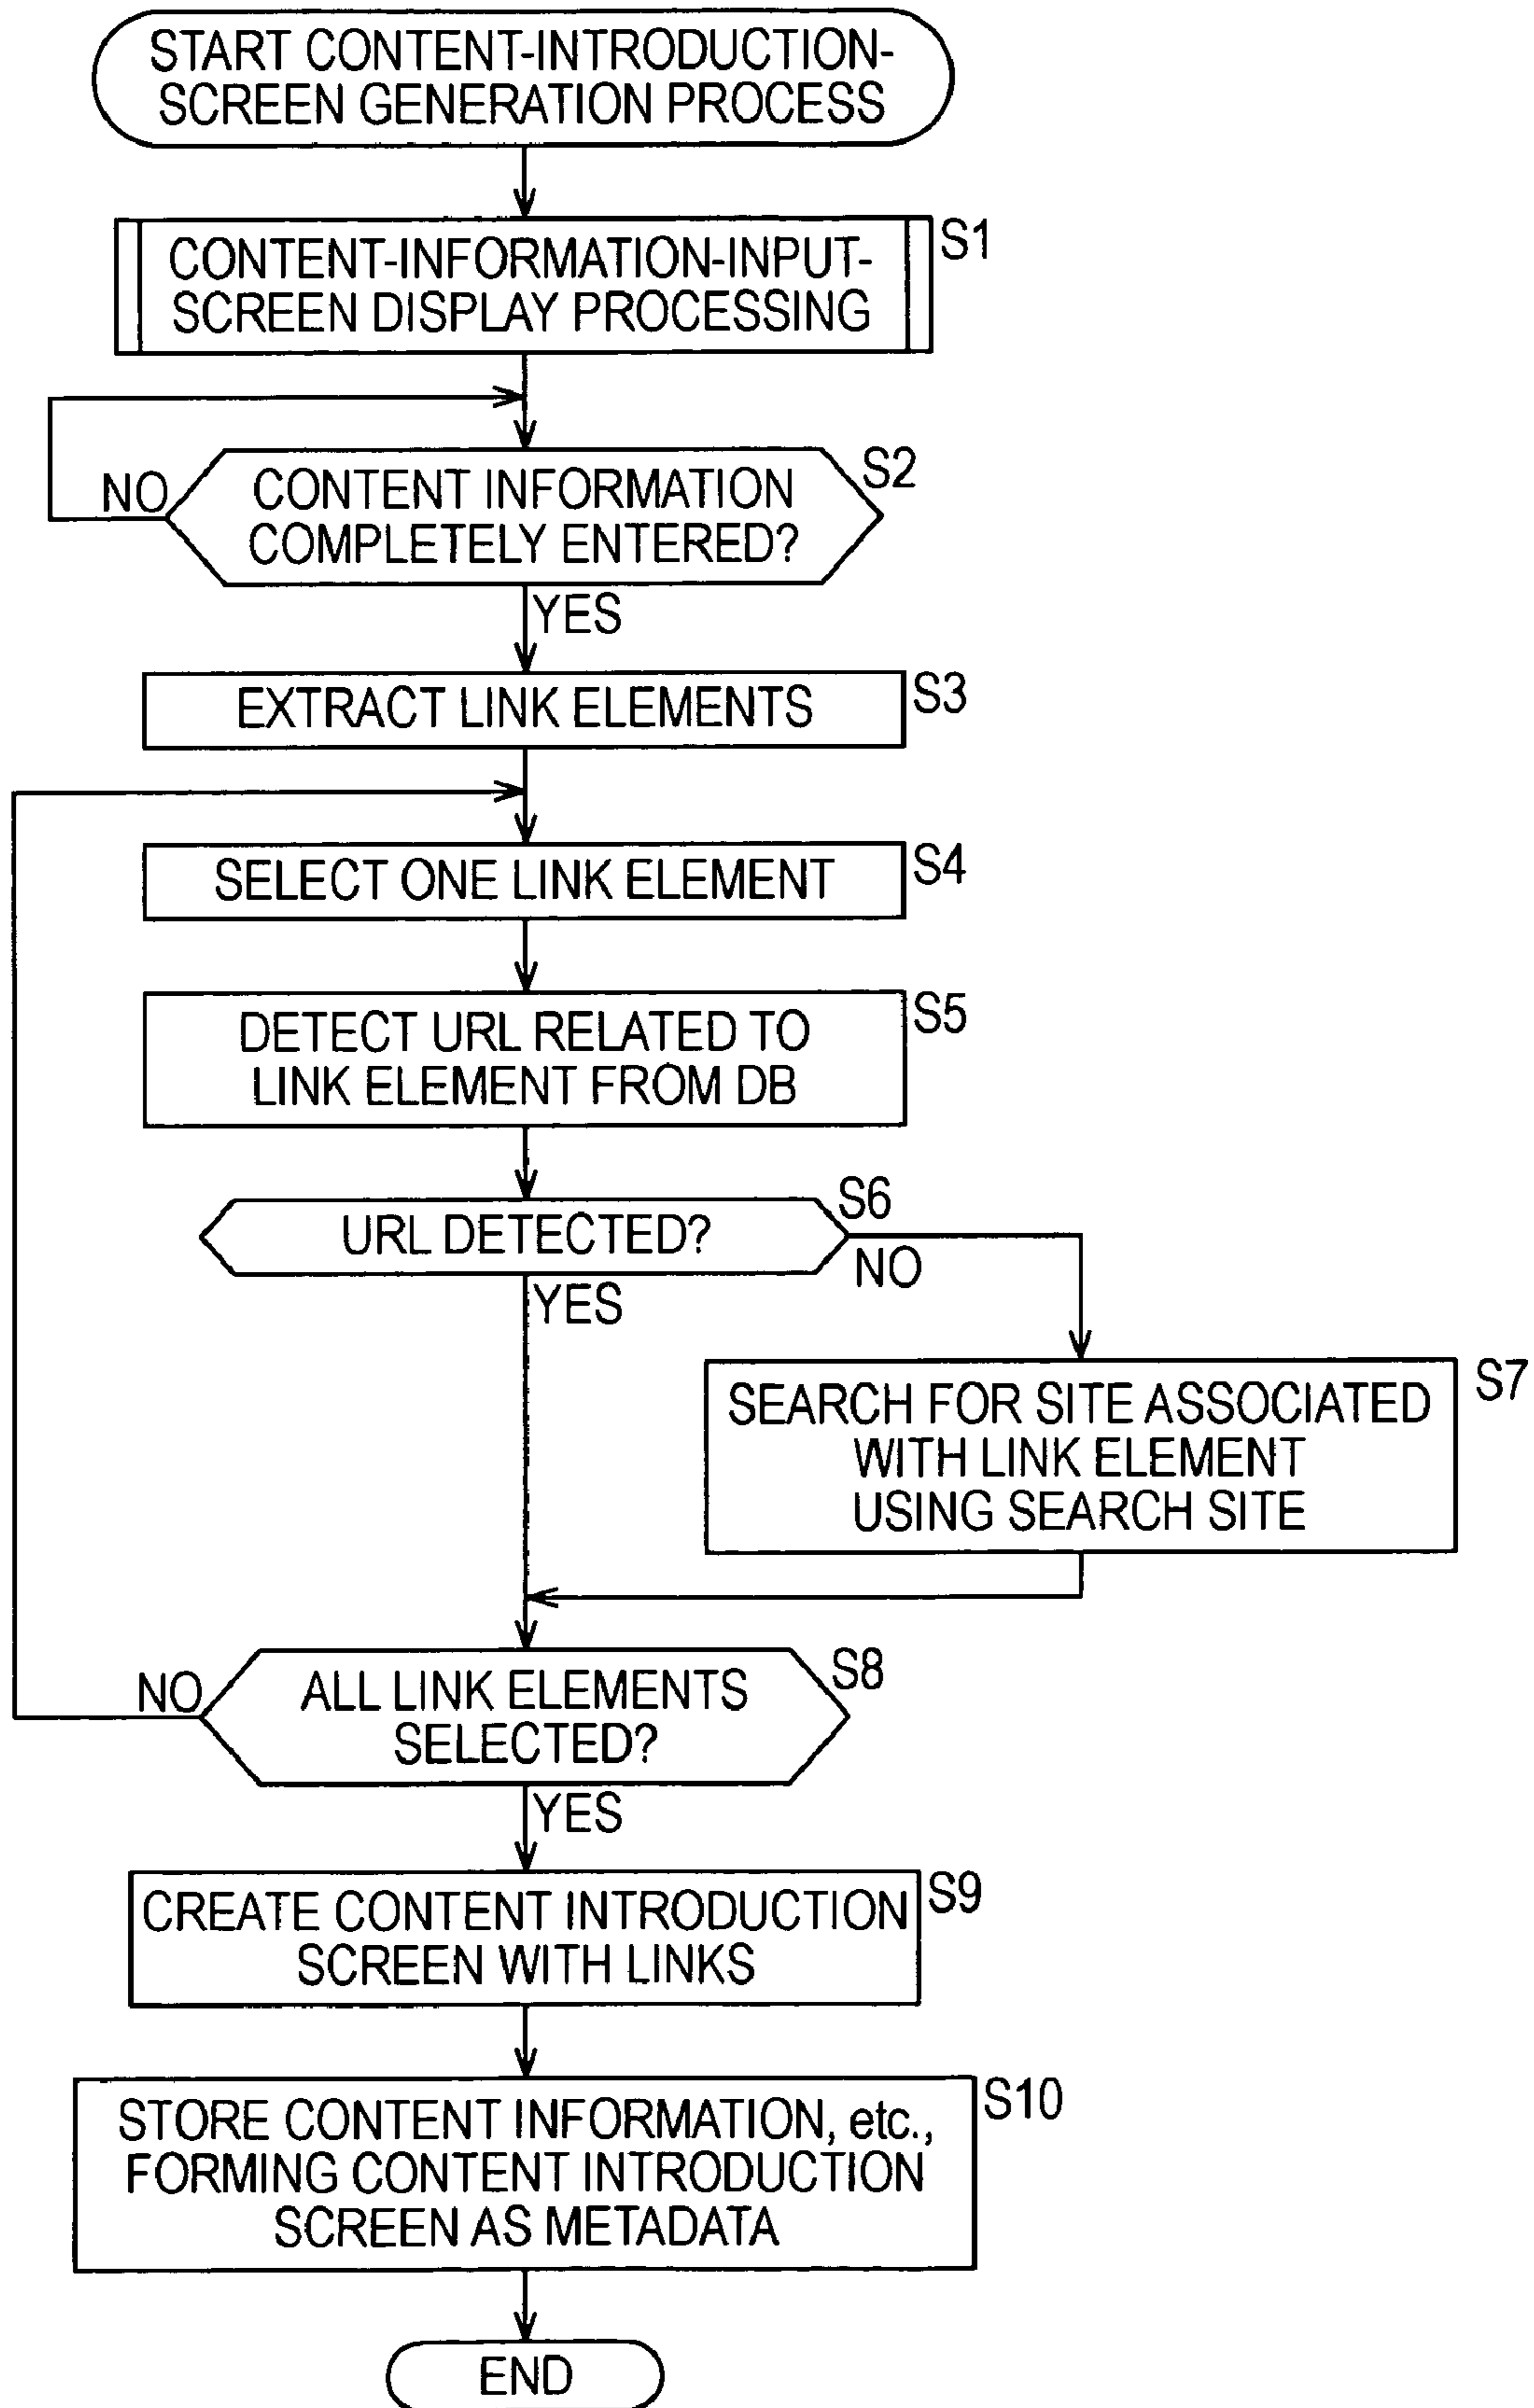 START CONTENT-INTRODUCTION-
SCREEN GENERATION PROCESS
CONTENT-INFORMATION-INPUT-
SCREEN DISPLAY PROCESSING
S1
NO
CONTENT INFORMATION
COMPLETELY ENTERED?
S2
YES
EXTRACT LINK ELEMENTS
S3
SELECT ONE LINK ELEMENT
S4
DETECT URL RELATED TO
LINK ELEMENT FROM DB
S5
URL DETECTED?
S6
NO
YES
SEARCH FOR SITE ASSOCIATED
WITH LINK ELEMENT
USING SEARCH SITE
S7
NO
ALL LINK ELEMENTS
SELECTED?
S8
YES
CREATE CONTENT INTRODUCTION
SCREEN WITH LINKS
S9
STORE CONTENT INFORMATION, etc.,
FORMING CONTENT INTRODUCTION
SCREEN AS METADATA
S10
END